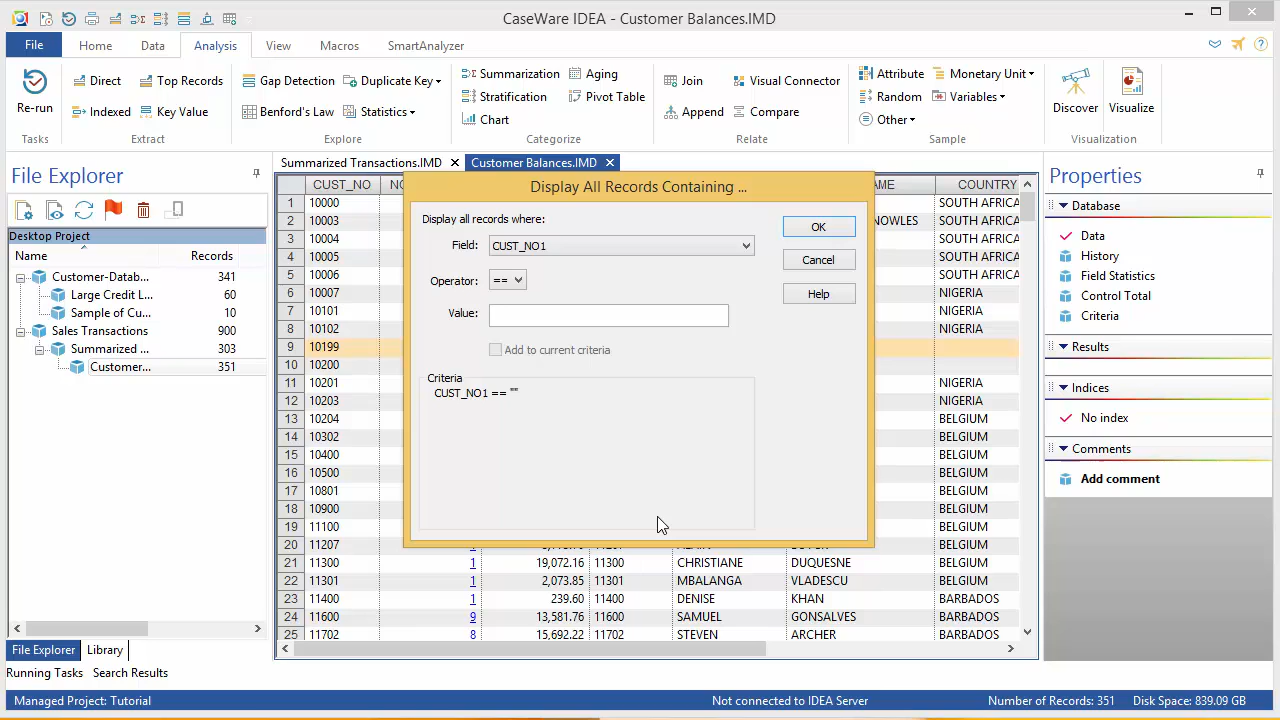 CaseWare IDEA - Customer Balances.IMD
File Home Data Analysis View Macros SmartAnalyzer
Re-run
Tasks
Direct Top Records
Indexed Key Value
Extract
Gap Detection Duplicate Key
Benford's Law Statistics
Explore
Summarization Aging
Stratification Pivot Table
Chart
Categorize
Join Visual Connector
Append Compare
Relate
Attribute Monetary Unit
Random Variables
Other
Sample
Discover Visualize
Visualization
File Explorer
Desktop Project
Name Records
Customer-Datab... 341
Large Credit L... 60
Sample of Cu... 10
Sales Transactions 900
Summarized ... 303
Customer... 351
File Explorer Library
Running Tasks Search Results
Summarized Transactions.IMD Customer Balances.IMD
CUST_NO COUNTRY
1 10000 SOUTH AFRICA
2 10003 SOUTH AFRICA
3 10004 SOUTH AFRICA
4 10005 SOUTH AFRICA
5 10006 SOUTH AFRICA
6 10007 NIGERIA
7 10101 NIGERIA
8 10102 NIGERIA
9 10199
10 10200
11 10201 NIGERIA
12 10203 NIGERIA
13 10204 BELGIUM
14 10302 BELGIUM
15 10400 BELGIUM
16 10500 BELGIUM
17 10801 BELGIUM
18 10900 BELGIUM
19 11100 BELGIUM
20 11207 BELGIUM
21 11300 1 19,072.16 11300 CHRISTIANE DUQUESNE BELGIUM
22 11301 1 2,073.85 11301 MBALANGA VLADESCU BELGIUM
23 11400 1 239.60 11400 DENISE KHAN BARBADOS
24 11600 9 13,581.76 11600 SAMUEL GONSALVES BARBADOS
25 11702 8 15,692.22 11702 STEVEN ARCHER BARBADOS
Display All Records Containing ...
Display all records where:
Field: CUST_NO1
Operator: ==
Value:
Add to current criteria
Criteria
CUST_NO1 == ""
OK
Cancel
Help
Properties
Database
Data
History
Field Statistics
Control Total
Criteria
Results
Indices
No index
Comments
Add comment
Managed Project: Tutorial Not connected to IDEA Server Number of Records: 351 Disk Space: 839.09 GB